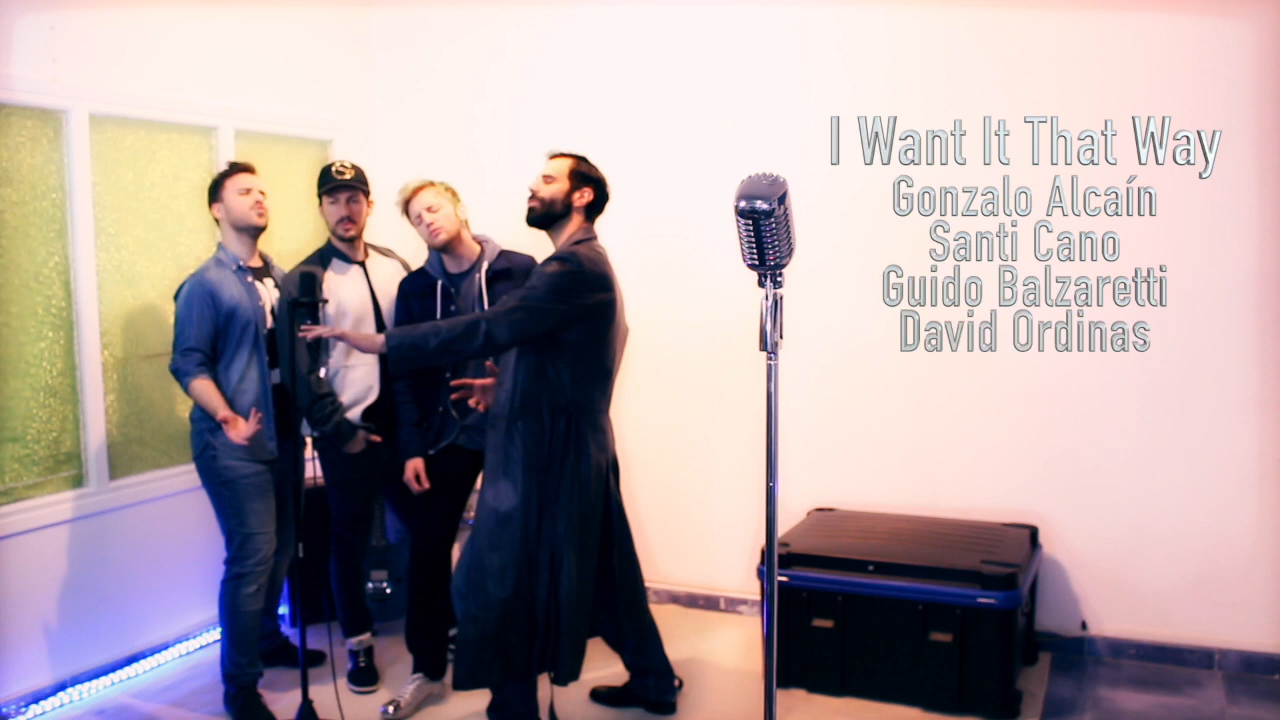 I Want It That Way
Gonzalo Alcaín
Santi Cano
Guido Balzaretti
David Ordinas